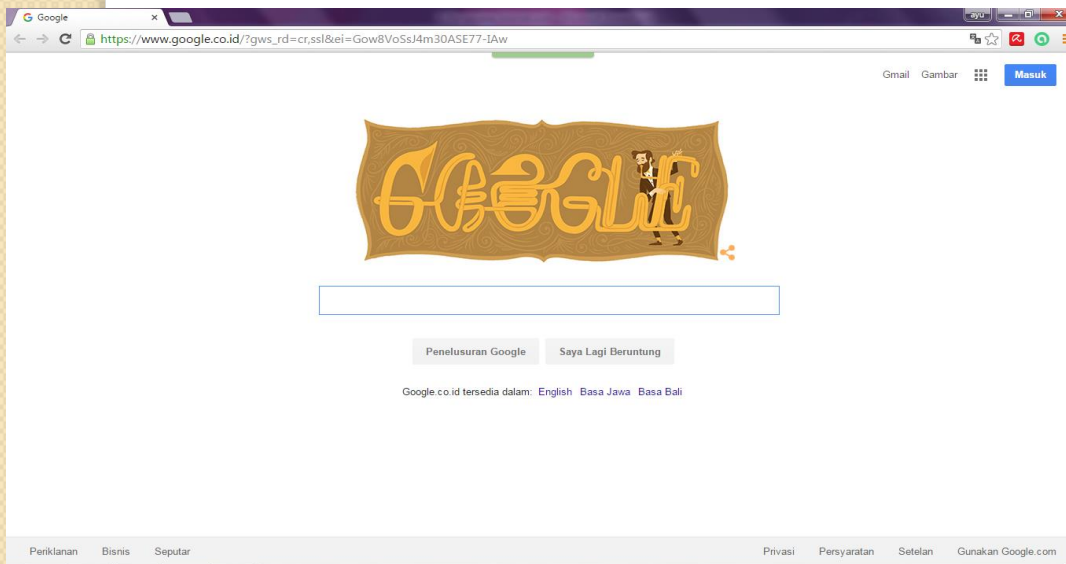 Google
ayu
https://www.google.co.id/?gws_rd=cr,ssl&ei=Gow8VoSsJ4m30ASE77-IAw
Gmail Gambar Masuk
GOOGLE
Penelusuran Google Saya Lagi Beruntung
Google.co.id tersedia dalam: English Basa Jawa Basa Bali
Periklanan Bisnis Seputar Privasi Persyaratan Setelan Gunakan Google.com